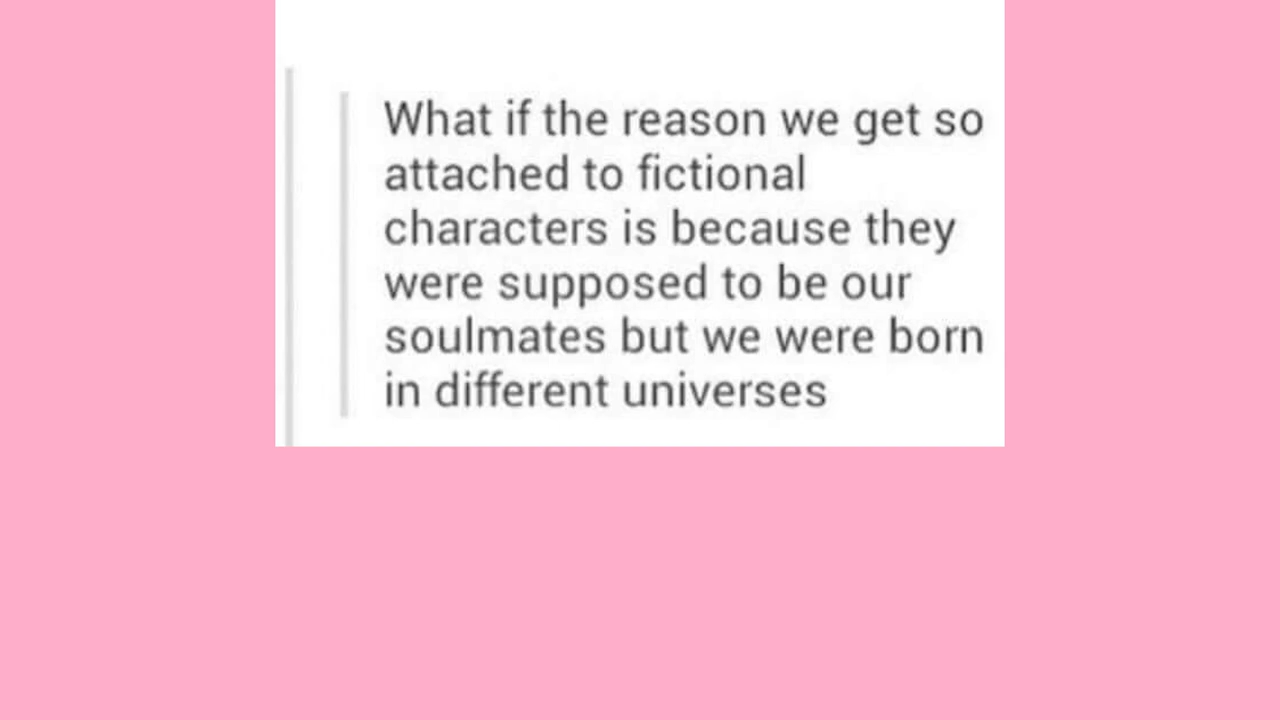 What if the reason we get so
attached to fictional
characters is because they
were supposed to be our
soulmates but we were born
in different universes